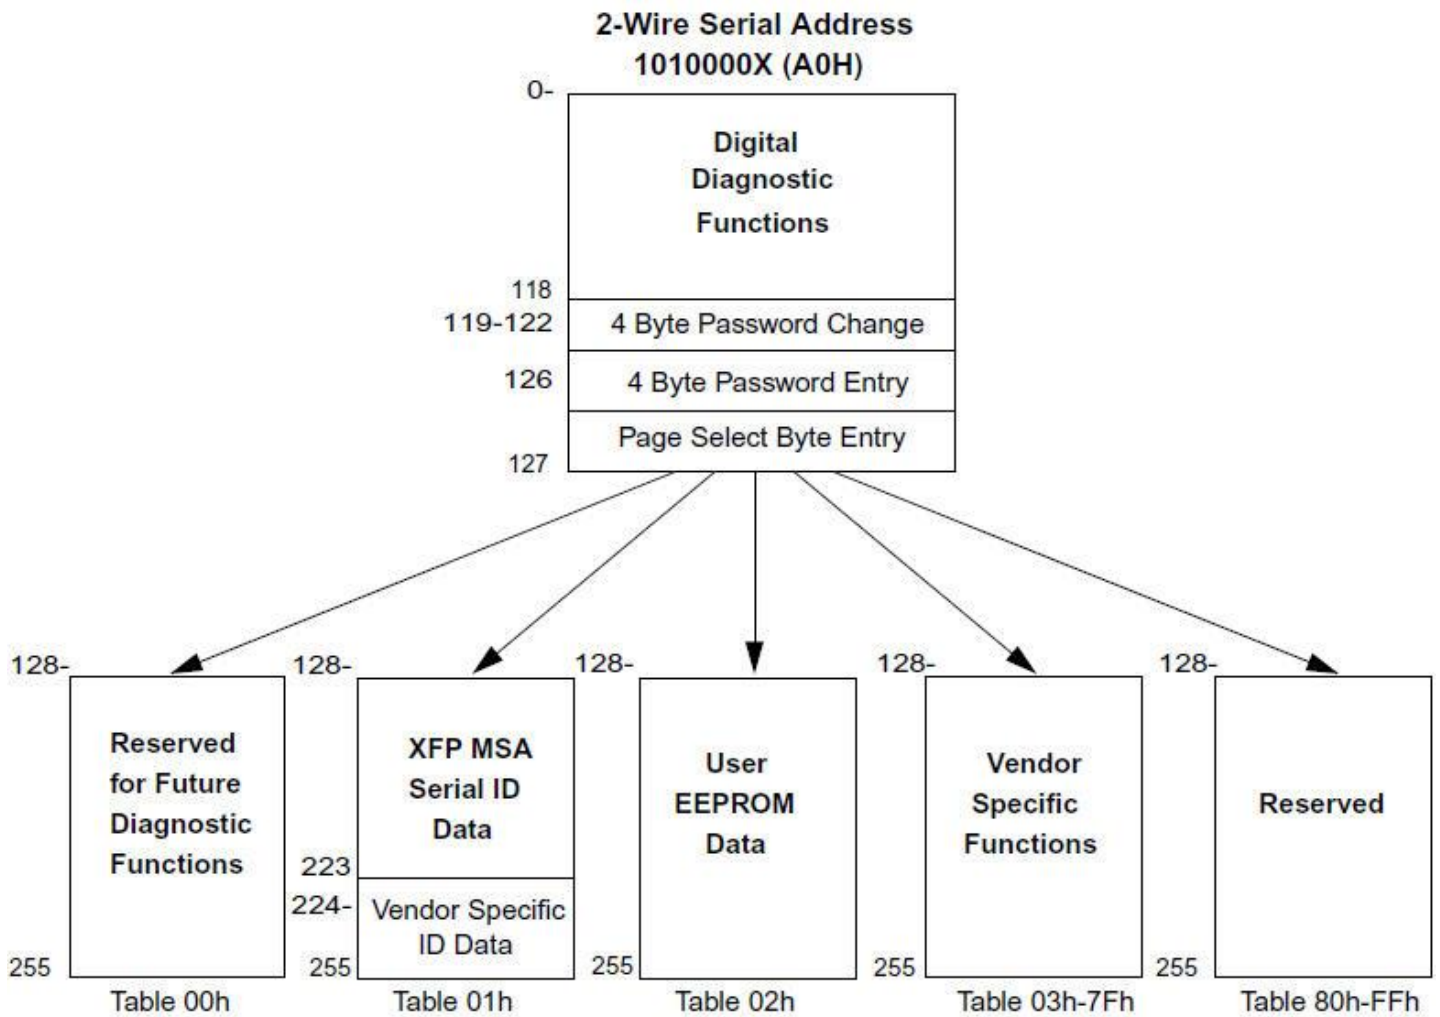 2-Wire Serial Address
1010000X (A0H)
0-
Digital
Diagnostic
Functions
118
119-122
4 Byte Password Change
126
4 Byte Password Entry
Page Select Byte Entry
127
128-
128-
128-
128-
128-
Reserved
for Future
Diagnostic
Functions
255
Table 00h
XFP MSA
Serial ID
Data
223
224-
Vendor Specific
ID Data
255
Table 01h
User
EEPROM
Data
255
Table 02h
Vendor
Specific
Functions
255
Table 03h-7Fh
Reserved
255
Table 80h-FFh